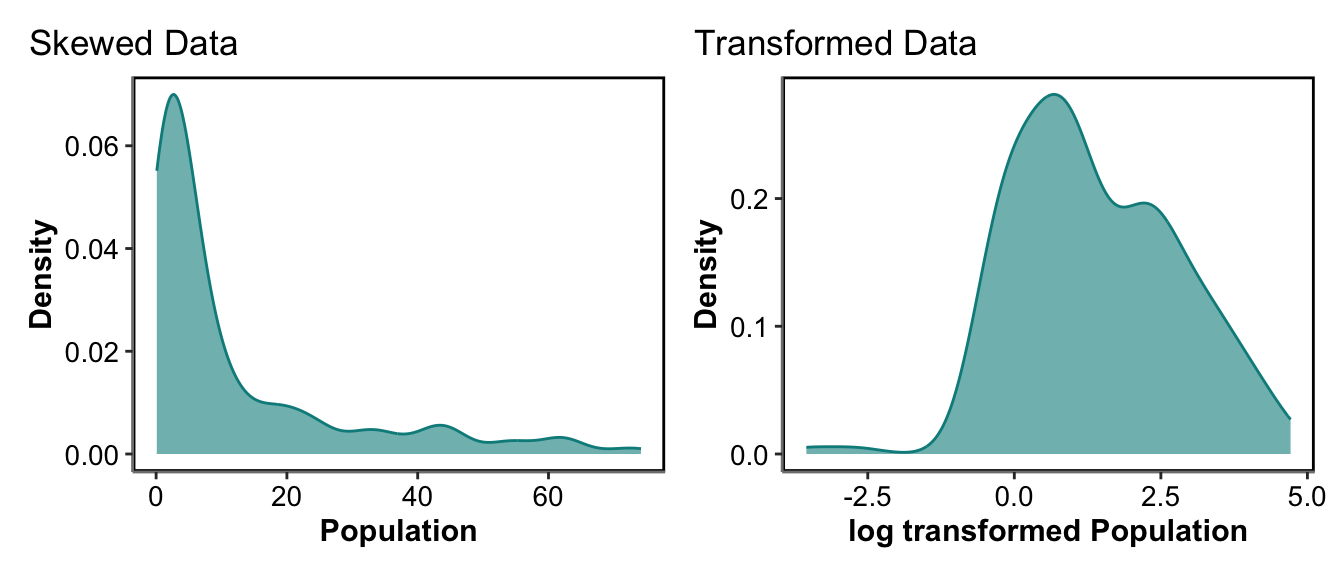 Skewed Data
Density
0.06
0.04
0.02
0.00
0 20 40 60
Population
Transformed Data
Density
0.2
0.1
0.0
-2.5 0.0 2.5 5.0
log transformed Population